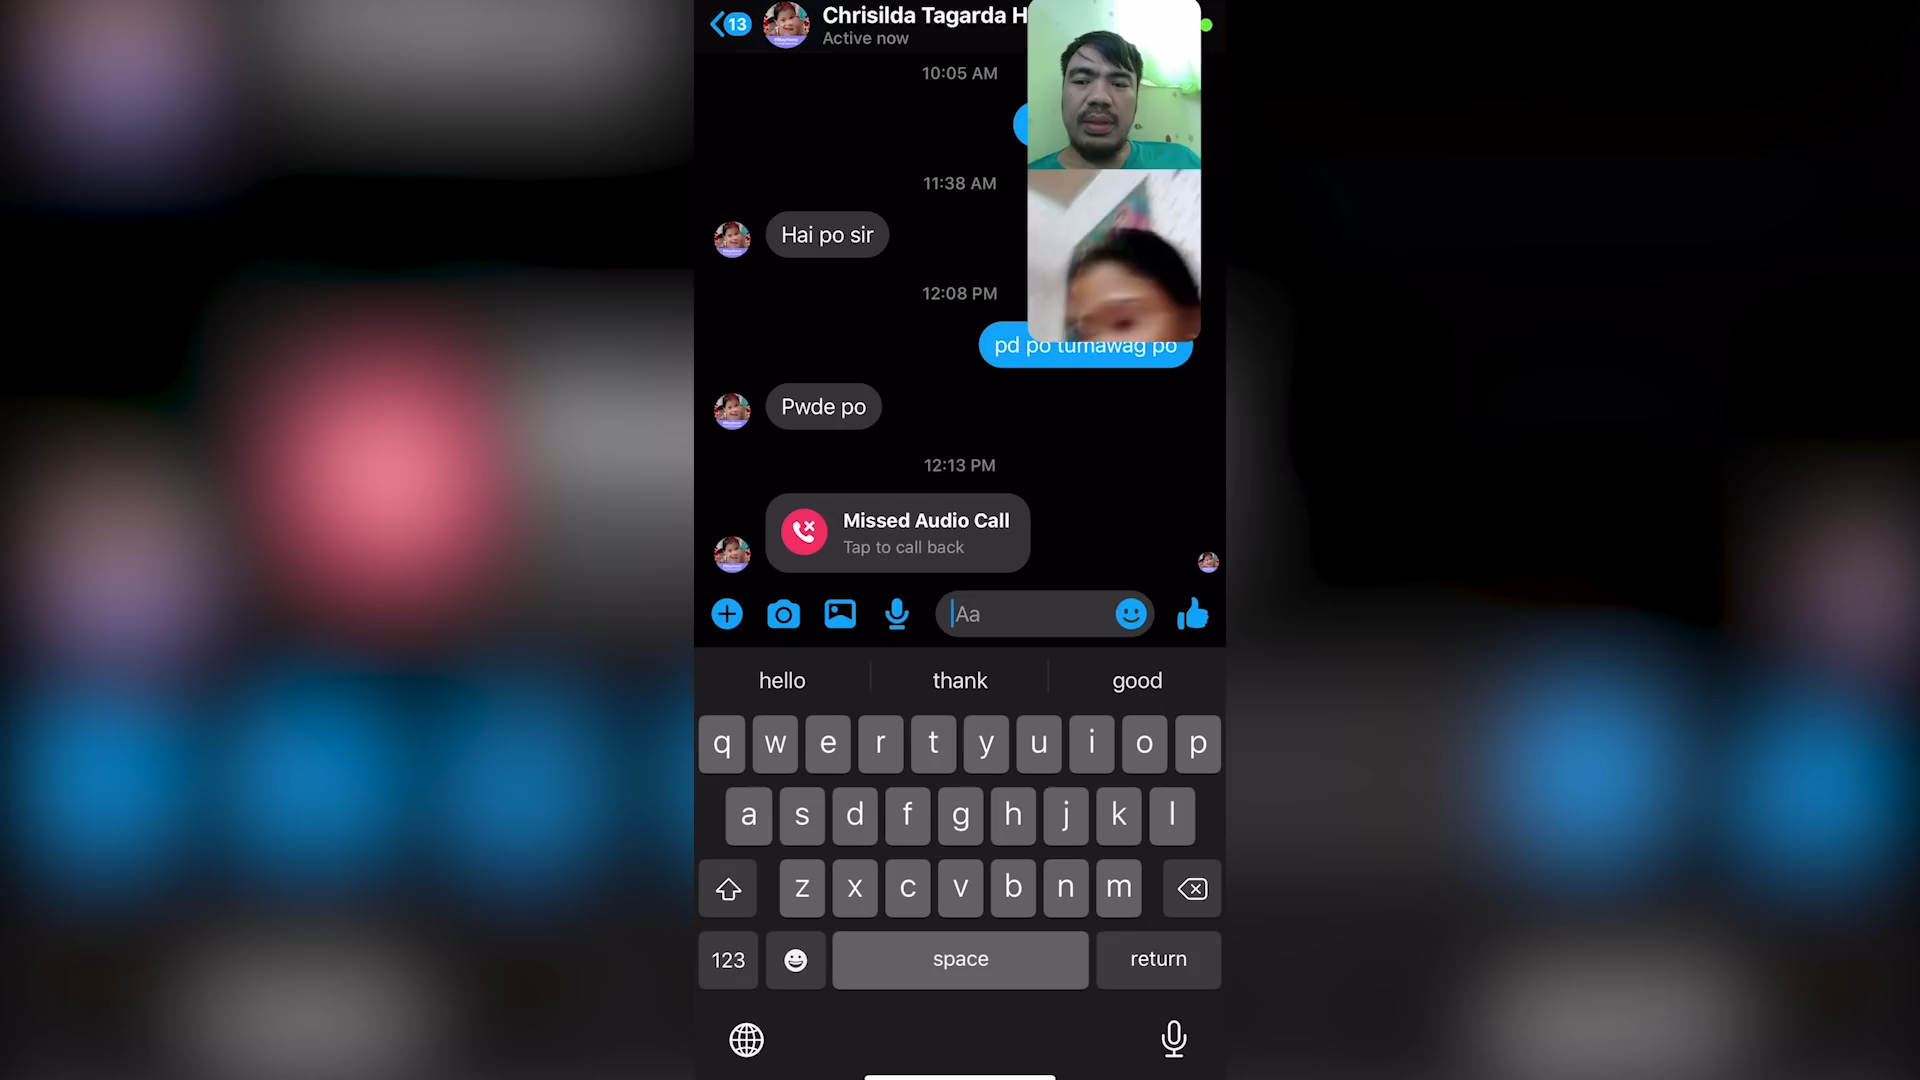 13
Chrisilda Tagarda H
Active now
10:05 AM
11:38 AM
Hai po sir
12:08 PM
pd po tumawag po
Pwde po
12:13 PM
Missed Audio Call
Tap to call back
Aa
hello thank good
q w e r t y u i o p
a s d f g h j k l
z x c v b n m
123 space return